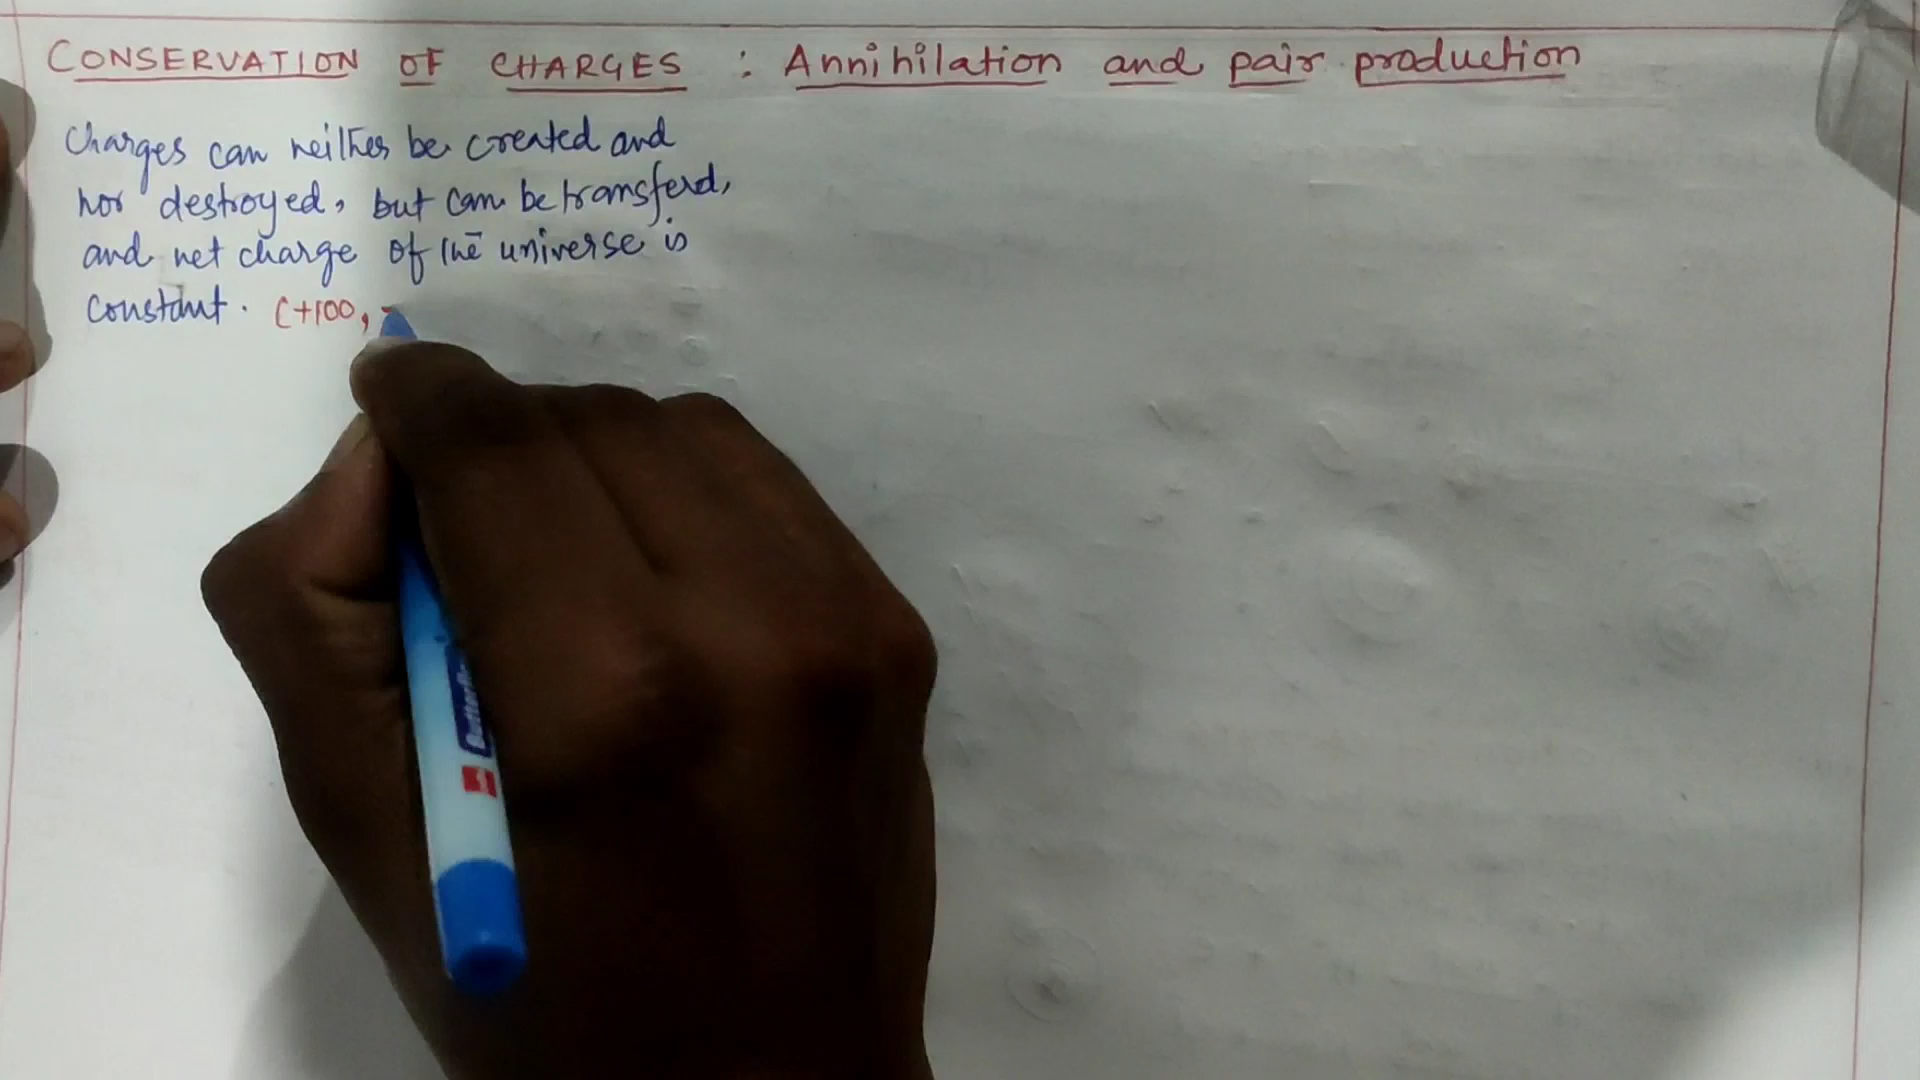 CONSERVATION OF CHARGES : Annihilation and pair production
Charges can neither be created and
nor destroyed, but can be transferd,
and net charge of the universe is
constant. (+100, -